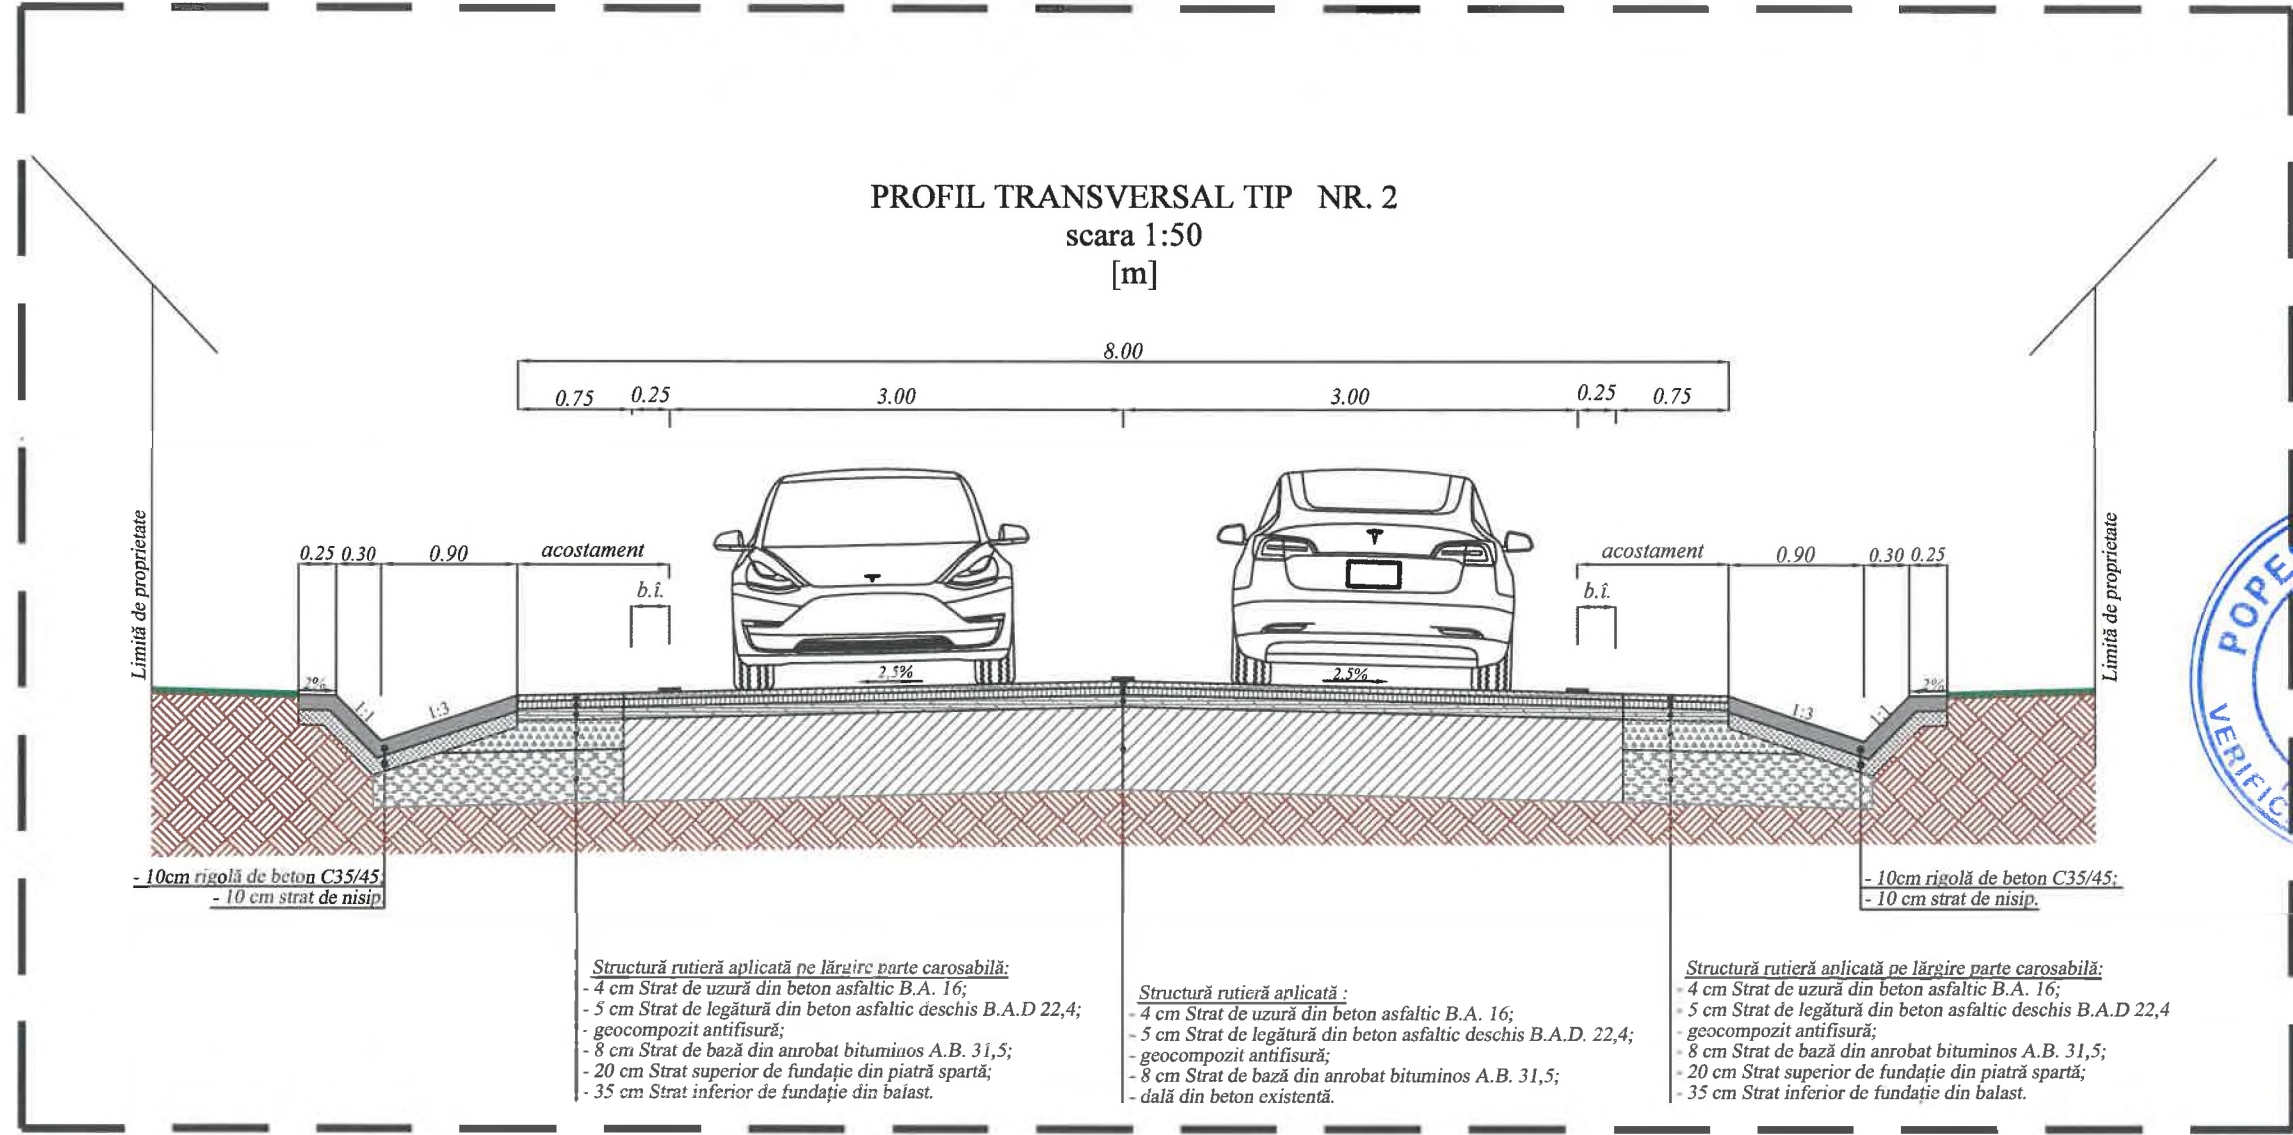 PROFIL TRANSVERSAL TIP NR. 2
scara 1:50
[m]
8.00
0.75 0.25 3.00 3.00 0.25 0.75
Limită de proprietate
0.25 0.30 0.90 acostament
b.î.
acostament 0.90 0.30 0.25
b.î.
Limită de proprietate
2% 1:1 1:3 2.5% 2.5% 1:3 1:1 2%
- 10cm rigolă de beton C35/45;
- 10 cm strat de nisip.
- 10cm rigolă de beton C35/45;
- 10 cm strat de nisip.
Structură rutieră aplicată pe lărgire parte carosabilă:
- 4 cm Strat de uzură din beton asfaltic B.A. 16;
- 5 cm Strat de legătură din beton asfaltic deschis B.A.D 22,4;
- geocompozit antifisură;
- 8 cm Strat de bază din anrobat bituminos A.B. 31,5;
- 20 cm Strat superior de fundație din piatră spartă;
- 35 cm Strat inferior de fundație din balast.
Structură rutieră aplicată :
- 4 cm Strat de uzură din beton asfaltic B.A. 16;
- 5 cm Strat de legătură din beton asfaltic deschis B.A.D. 22,4;
- geocompozit antifisură;
- 8 cm Strat de bază din anrobat bituminos A.B. 31,5;
- dală din beton existentă.
Structură rutieră aplicată pe lărgire parte carosabilă:
- 4 cm Strat de uzură din beton asfaltic B.A. 16;
- 5 cm Strat de legătură din beton asfaltic deschis B.A.D 22,4
- geocompozit antifisură;
- 8 cm Strat de bază din anrobat bituminos A.B. 31,5;
- 20 cm Strat superior de fundație din piatră spartă;
- 35 cm Strat inferior de fundație din balast.